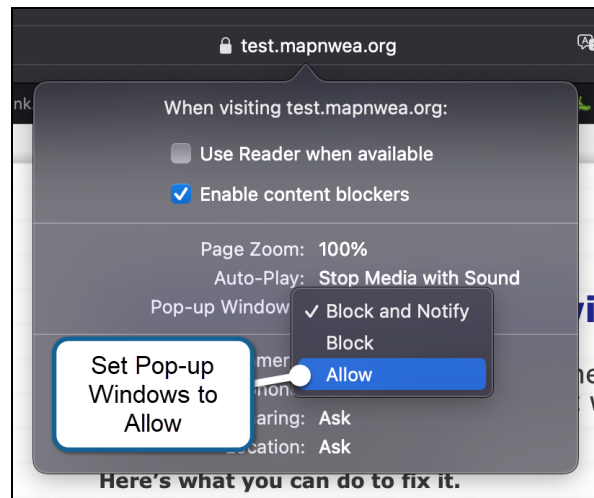 test.mapnwea.org
nk.
When visiting test.mapnwea.org:
Use Reader when available
Enable content blockers
Page Zoom: 100%
Auto-Play: Stop Media with Sound
Pop-up Window
Block and Notify
Block
Allow
Set Pop-up
Windows to
Allow
aring: Ask
cation: Ask
Here's what you can do to fix it.